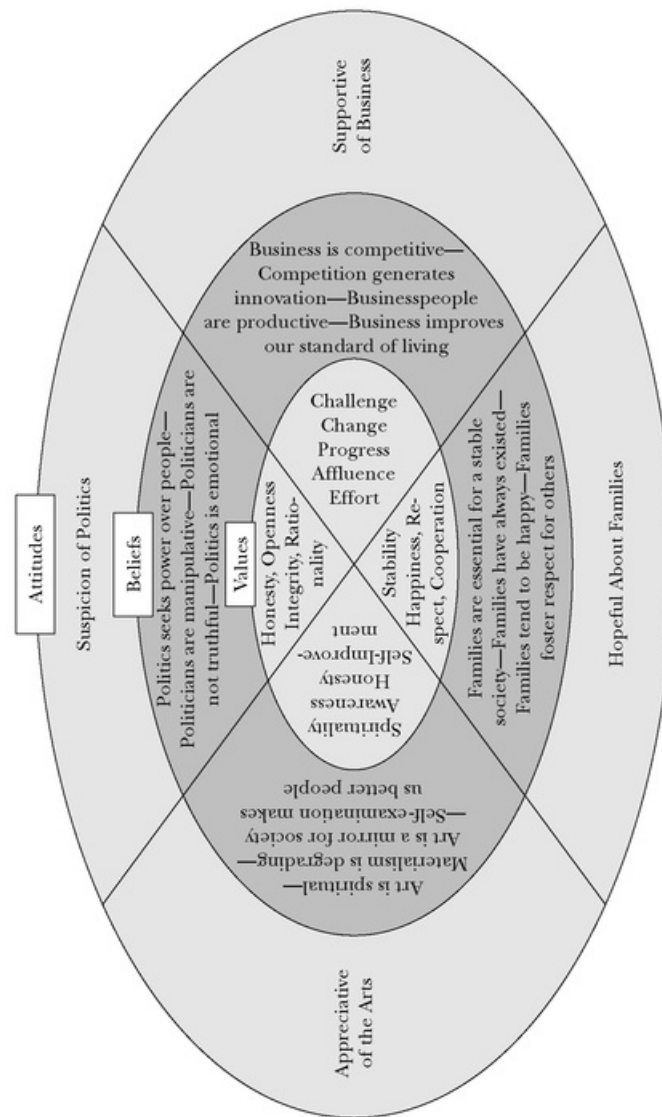 Attitudes
Suspicion of Politics
Beliefs
Politics seeks power over people—
Politicians are manipulative—Politicians are
not truthful—Politics is emotional
Values
Honesty, Openness
Integrity, Ratio-
nality
Appreciative
of the Arts
Art is spiritual—
Materialism is degrading—
Art is a mirror for society
—Self-examination makes
us better people
Spirituality
Awareness
Honesty
Self-Improve-
ment
Challenge
Change
Progress
Affluence
Effort
Business is competitive—
Competition generates
innovation—Businesspeople
are productive—Business improves
our standard of living
Supportive
of Business
Stability
Happiness, Re-
spect, Cooperation
Families are essential for a stable
society—Families have always existed—
Families tend to be happy—Families
foster respect for others
Hopeful About Families